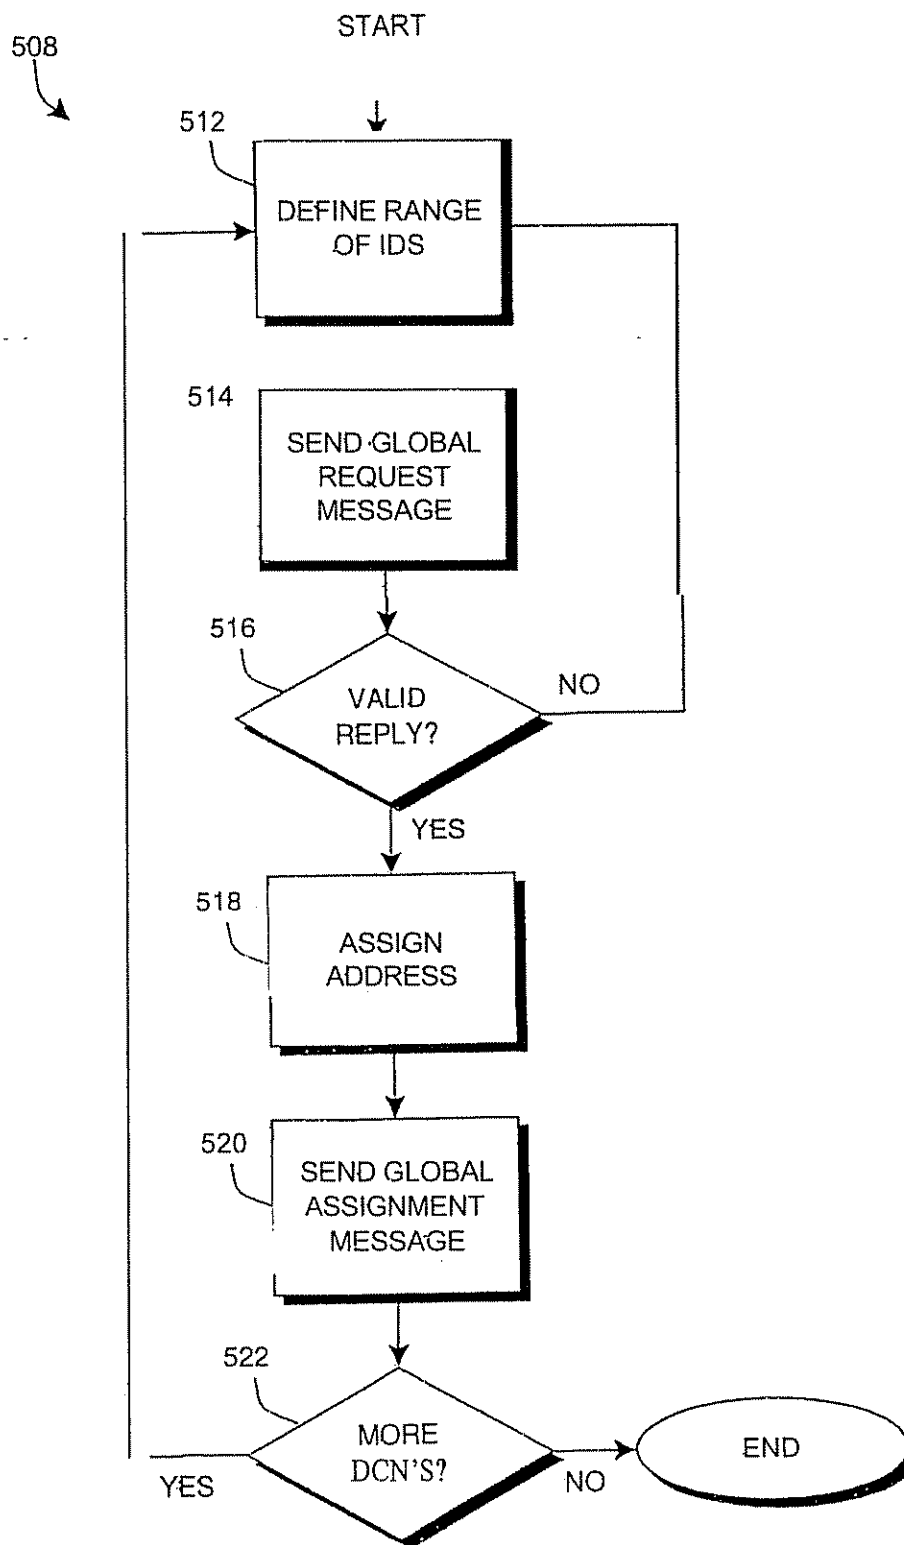 START
508
512
DEFINE RANGE
OF IDS
514
SEND GLOBAL
REQUEST
MESSAGE
516
VALID
REPLY?
NO
YES
518
ASSIGN
ADDRESS
520
SEND GLOBAL
ASSIGNMENT
MESSAGE
522
MORE
DCN'S?
YES
NO
END